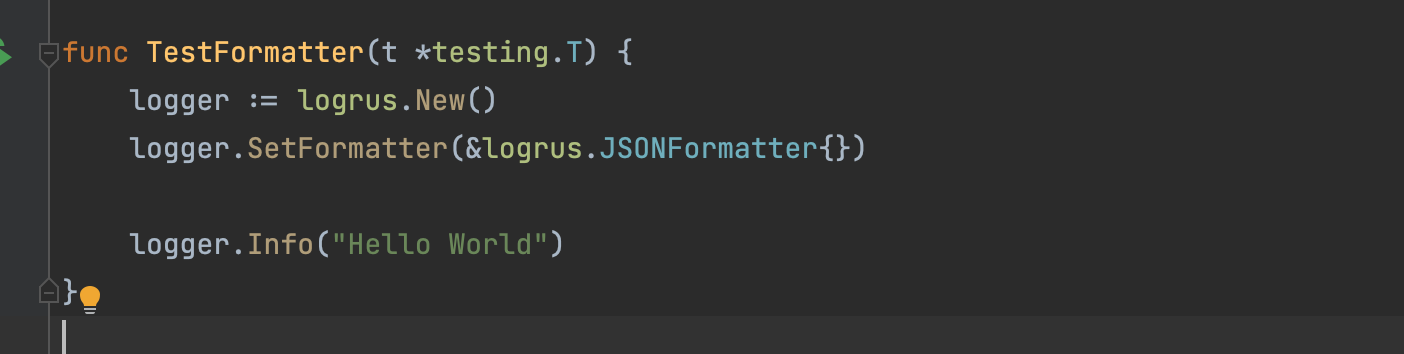 func TestFormatter(t *testing.T) {
    logger := logrus.New()
    logger.SetFormatter(&logrus.JSONFormatter{})

    logger.Info("Hello World")
}